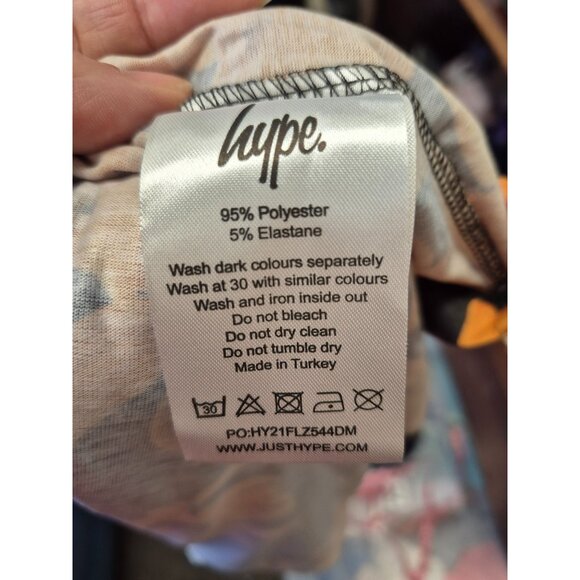 hype.
95% Polyester
5% Elastane
Wash dark colours separately
Wash at 30 with similar colours
Wash and iron inside out
Do not bleach
Do not dry clean
Do not tumble dry
Made in Turkey
30
PO:HY21FLZ544DM
WWW.JUSTHYPE.COM